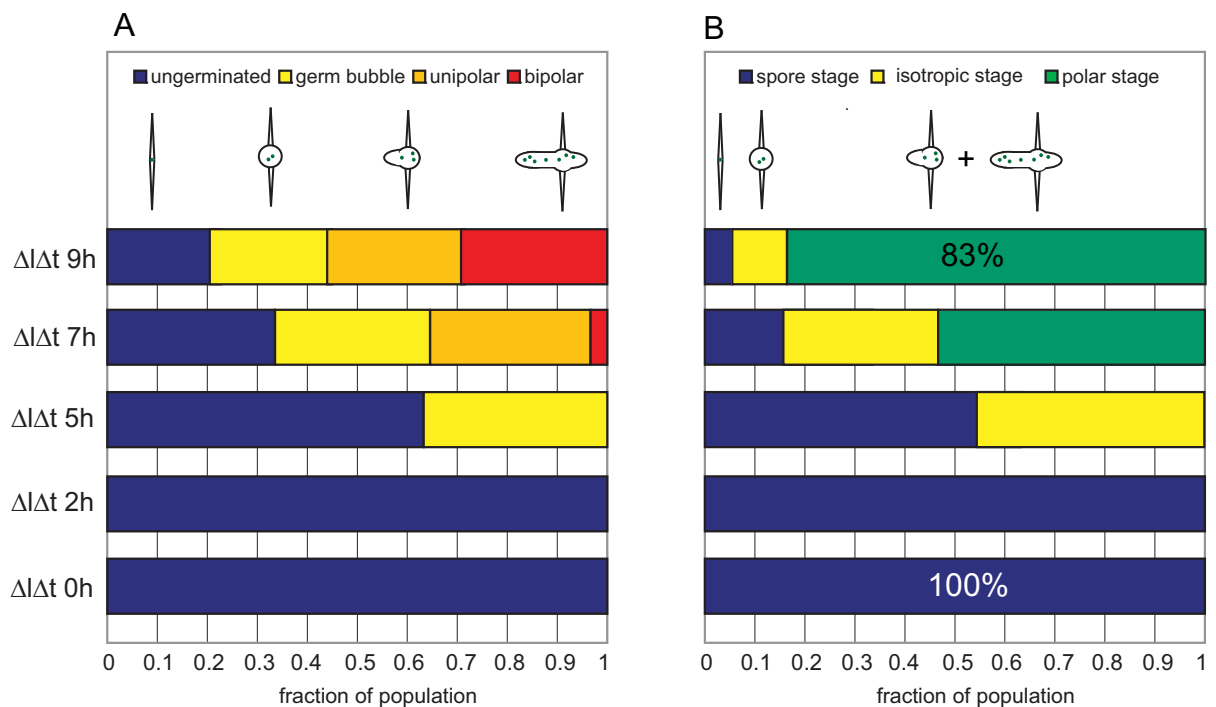 A
ungerminated germ bubble unipolar bipolar
ΔlΔt 9h
ΔlΔt 7h
ΔlΔt 5h
ΔlΔt 2h
ΔlΔt 0h
0 0.1 0.2 0.3 0.4 0.5 0.6 0.7 0.8 0.9 1
fraction of population
B
spore stage isotropic stage polar stage
+
83%
100%
0 0.1 0.2 0.3 0.4 0.5 0.6 0.7 0.8 0.9 1
fraction of population